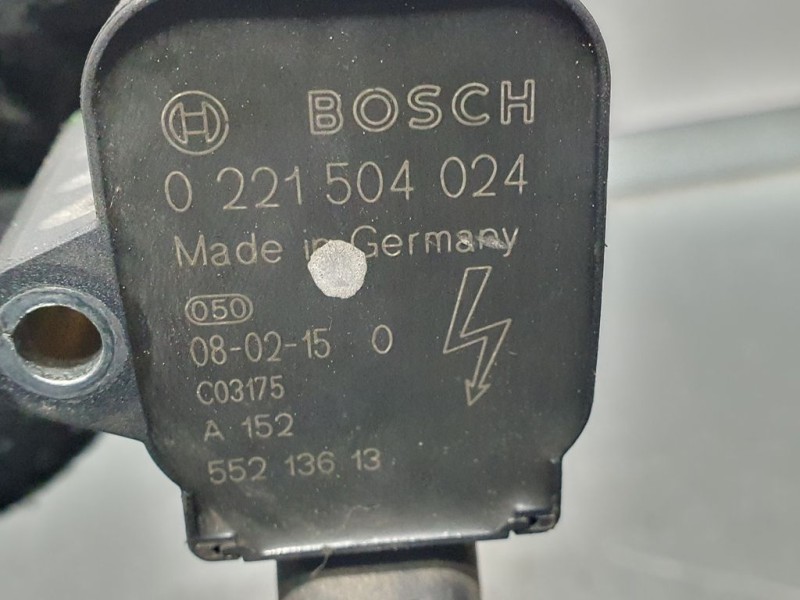 BOSCH
0 221 504 024
Made in Germany
050
08-02-15 0
C03175
A 152
552 136 13